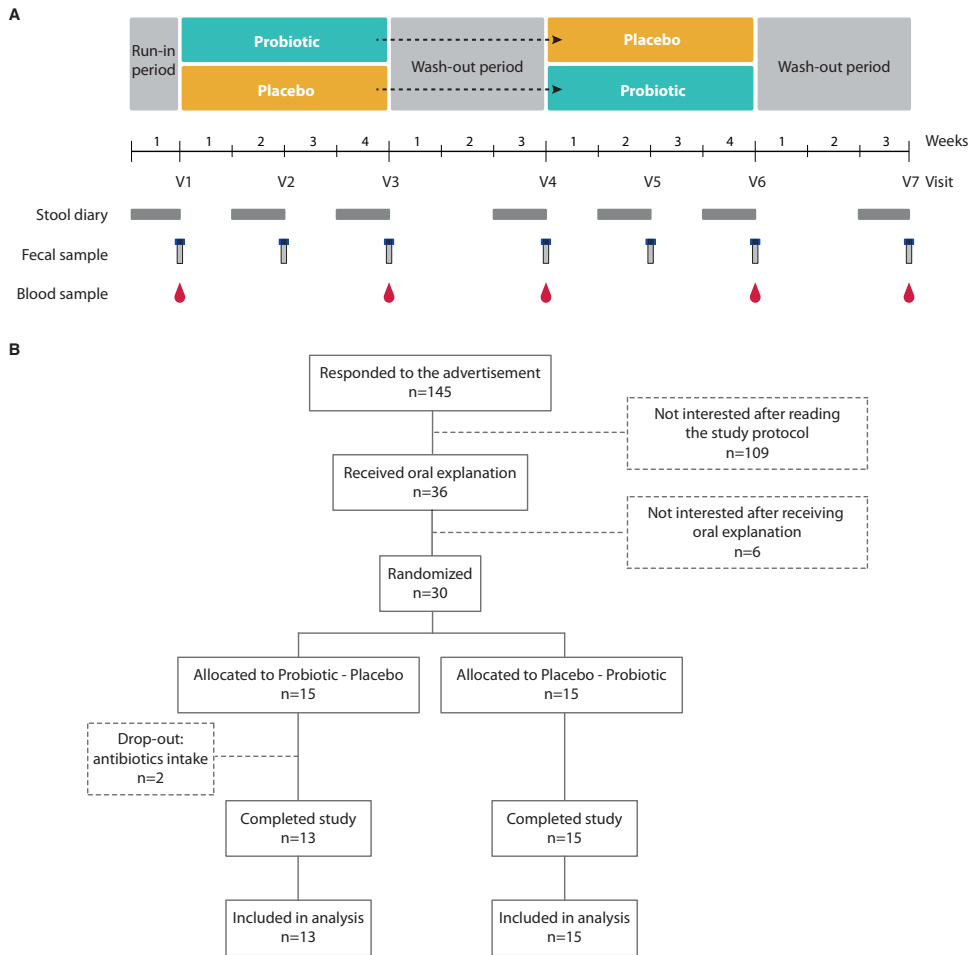 A
Run-in
period
Probiotic
Placebo
Wash-out period
Placebo
Probiotic
Wash-out period
1 1 2 3 4 1 2 3 1 2 3 4 1 2 3 Weeks
V1 V2 V3 V4 V5 V6 V7 Visit
Stool diary
Fecal sample
Blood sample
B
Responded to the advertisement
n=145
Not interested after reading
the study protocol
n=109
Received oral explanation
n=36
Not interested after receiving
oral explanation
n=6
Randomized
n=30
Allocated to Probiotic - Placebo
n=15
Allocated to Placebo - Probiotic
n=15
Drop-out:
antibiotics intake
n=2
Completed study
n=13
Completed study
n=15
Included in analysis
n=13
Included in analysis
n=15